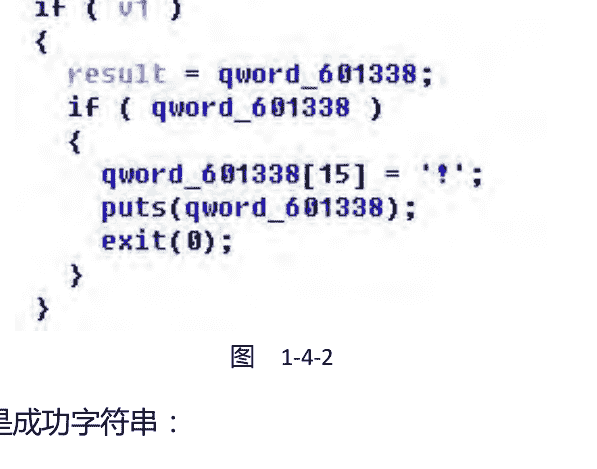 if ( v1 )
{
result = qword_601338;
if ( qword_601338 )
{
qword_601338[15] = '!';
puts(qword_601338);
exit(0);
}
}
图 1-4-2
是成功字符串：